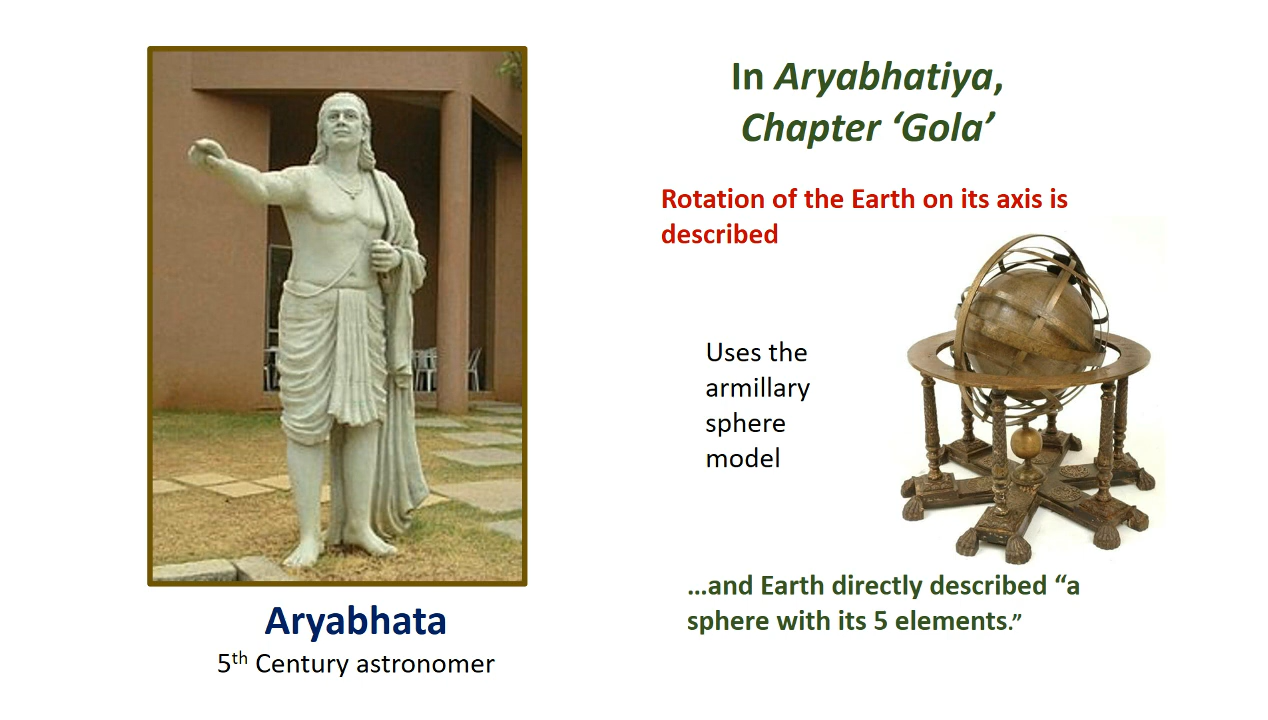 In Aryabhatiya,
Chapter ‘Gola’
Rotation of the Earth on its axis is
described
Uses the
armillary
sphere
model
…and Earth directly described “a
sphere with its 5 elements.”
Aryabhata
5th Century astronomer